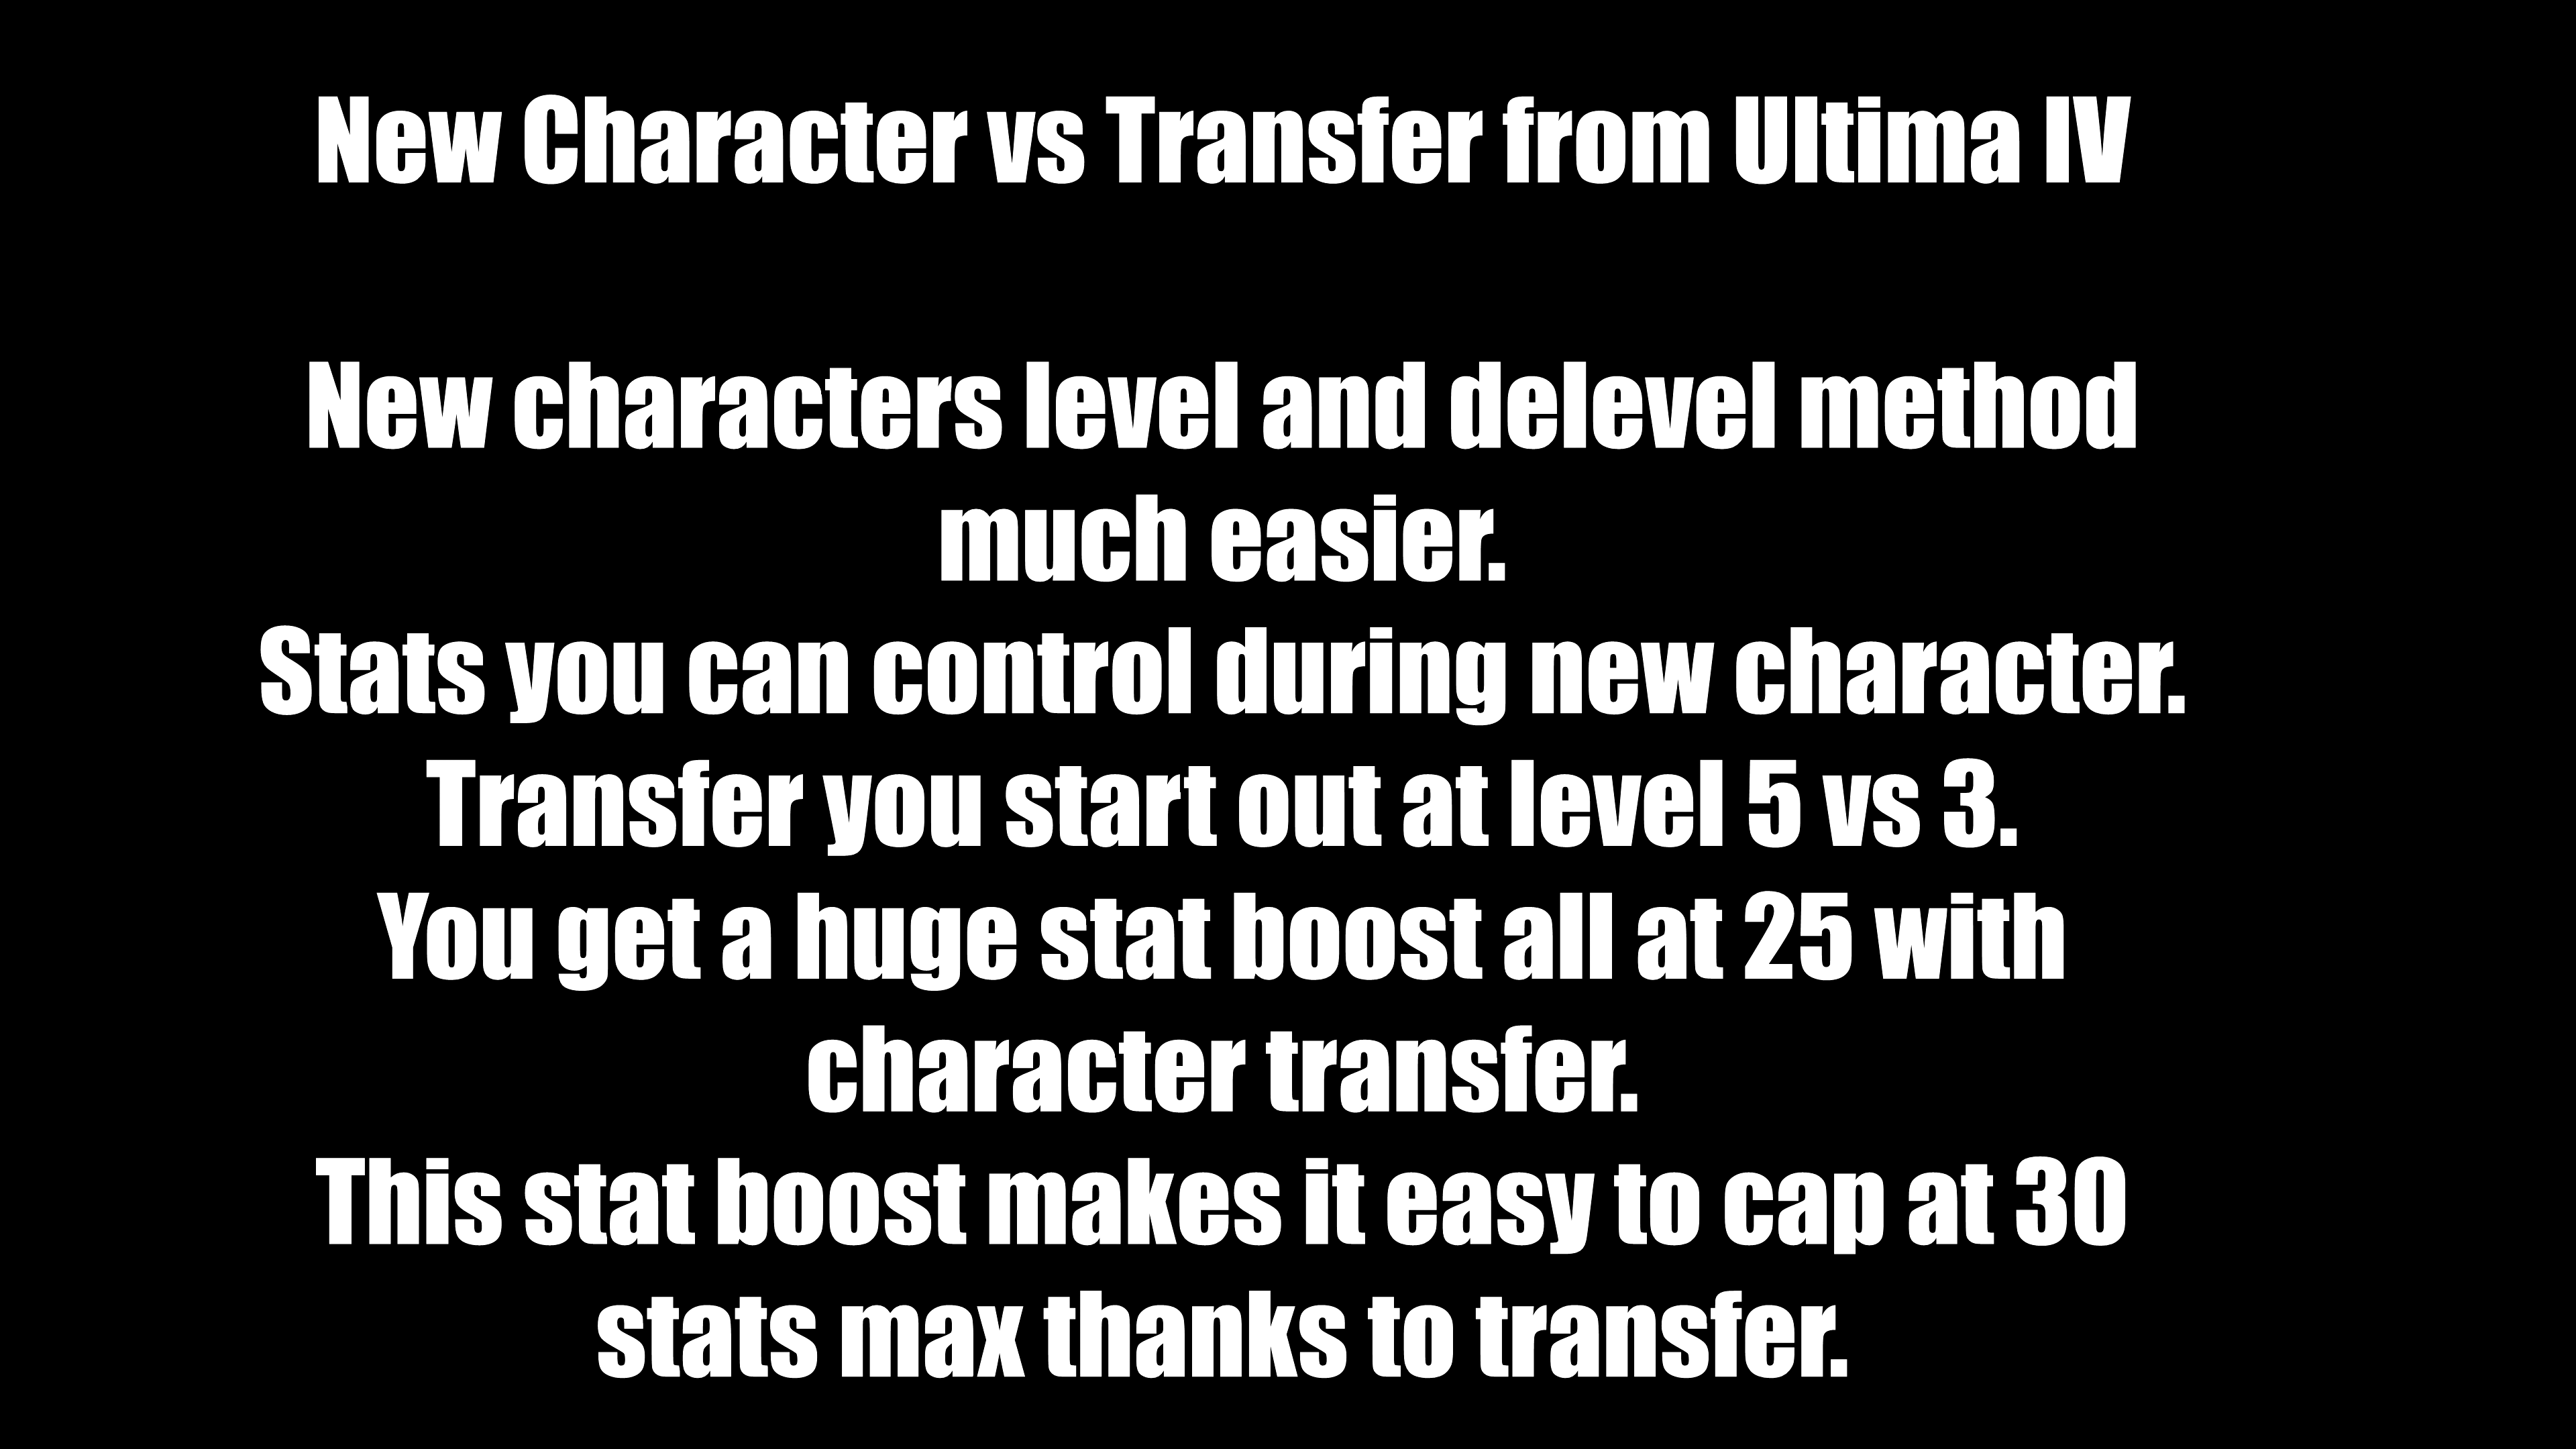 New Character vs Transfer from Ultima IV
New characters level and delevel method
much easier.
Stats you can control during new character.
Transfer you start out at level 5 vs 3.
You get a huge stat boost all at 25 with
character transfer.
This stat boost makes it easy to cap at 30
stats max thanks to transfer.